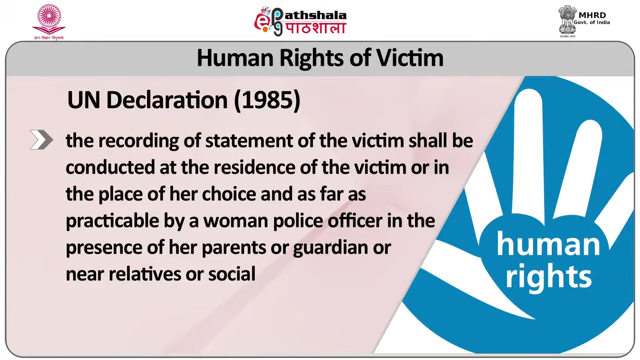 ePathshala
पाठशाला
MHRD
Govt. of India
Human Rights of Victim
UN Declaration (1985)
the recording of statement of the victim shall be
conducted at the residence of the victim or in
the place of her choice and as far as
practicable by a woman police officer in the
presence of her parents or guardian or
near relatives or social
human
rights